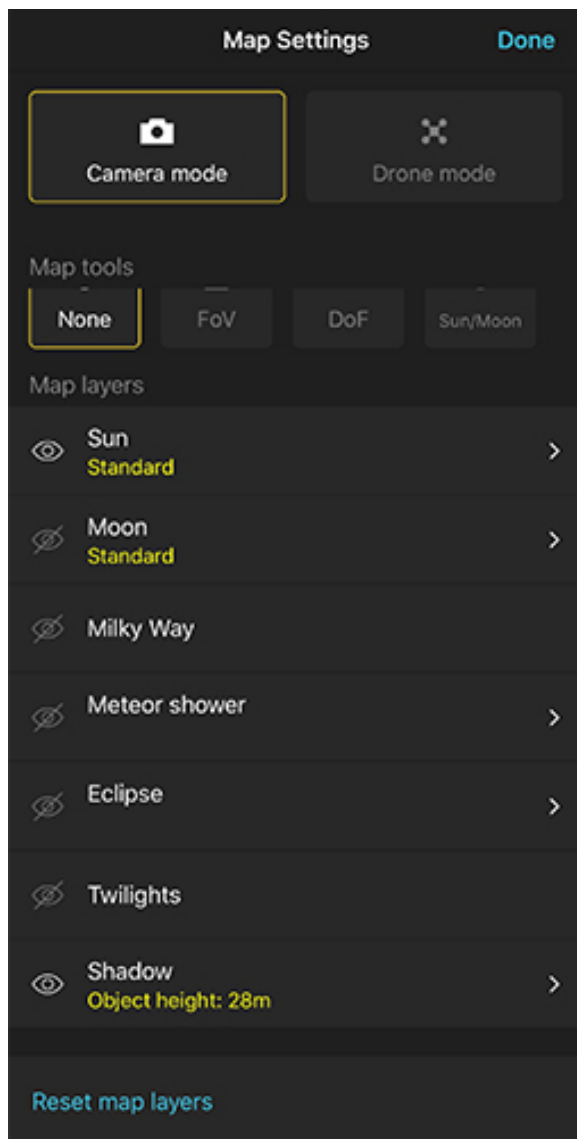 Map Settings
Done
Camera mode
Drone mode
Map tools
None
FoV
DoF
Sun/Moon
Map layers
Sun
Standard
Moon
Standard
Milky Way
Meteor shower
Eclipse
Twilights
Shadow
Object height: 28m
Reset map layers